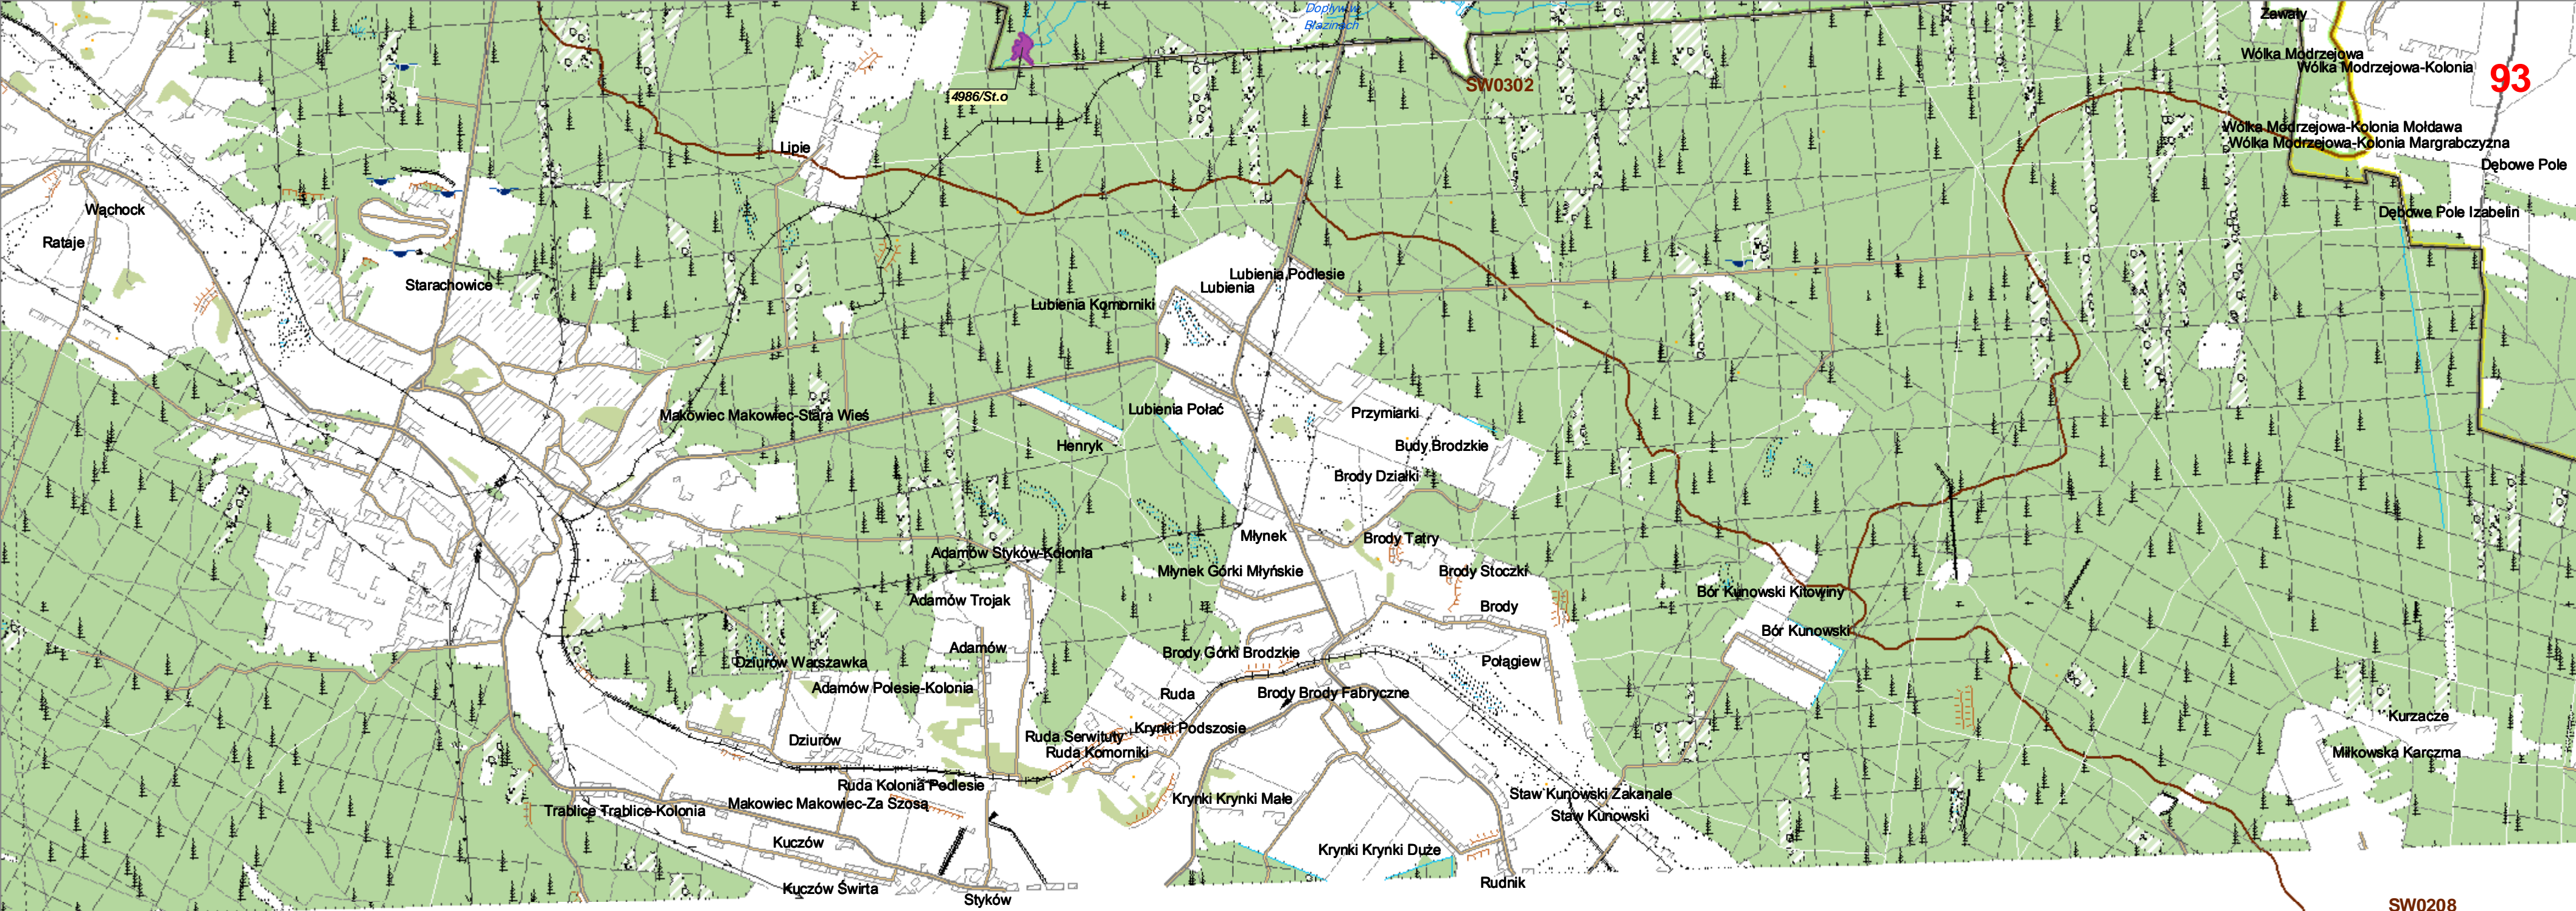 Dopływ w
Błazinach
Zawały
Wólka Modrzejowa
Wólka Modrzejowa-Kolonia
93
SW0302
4986/St.o
Wólka Modrzejowa-Kolonia Mołdawa
Wólka Modrzejowa-Kolonia Margrabczyzna
Lipie
Dębowe Pole
Wąchock
Dębowe Pole Izabelin
Rataje
Starachowice
Lubienia Podlesie
Lubienia
Lubienia Komorniki
Makowiec Makowiec-Stara Wieś
Lubienia Połać
Przymiarki
Henryk
Budy Brodzkie
Brody Działki
Młynek
Brody Tatry
Adamów Styków-Kolonia
Młynek Górki Młyńskie
Brody Stoczki
Bór Kunowski Kitowiny
Adamów Trojak
Brody
Bór Kunowski
Adamów
Brody Górki Brodzkie
Dziurów Warszawka
Połągiew
Adamów Polesie-Kolonia
Ruda
Brody Brody Fabryczne
Kurzacze
Krynki Podszosie
Ruda Serwituty
Dziurów
Ruda Komorniki
Miłkowska Karczma
Ruda Kolonia Podlesie
Staw Kunowski Zakanale
Krynki Krynki Małe
Makowiec Makowiec-Za Szosą
Trablice Trablice-Kolonia
Staw Kunowski
Kuczów
Krynki Krynki Duże
Rudnik
Kuczów Świrta
Styków
SW0208